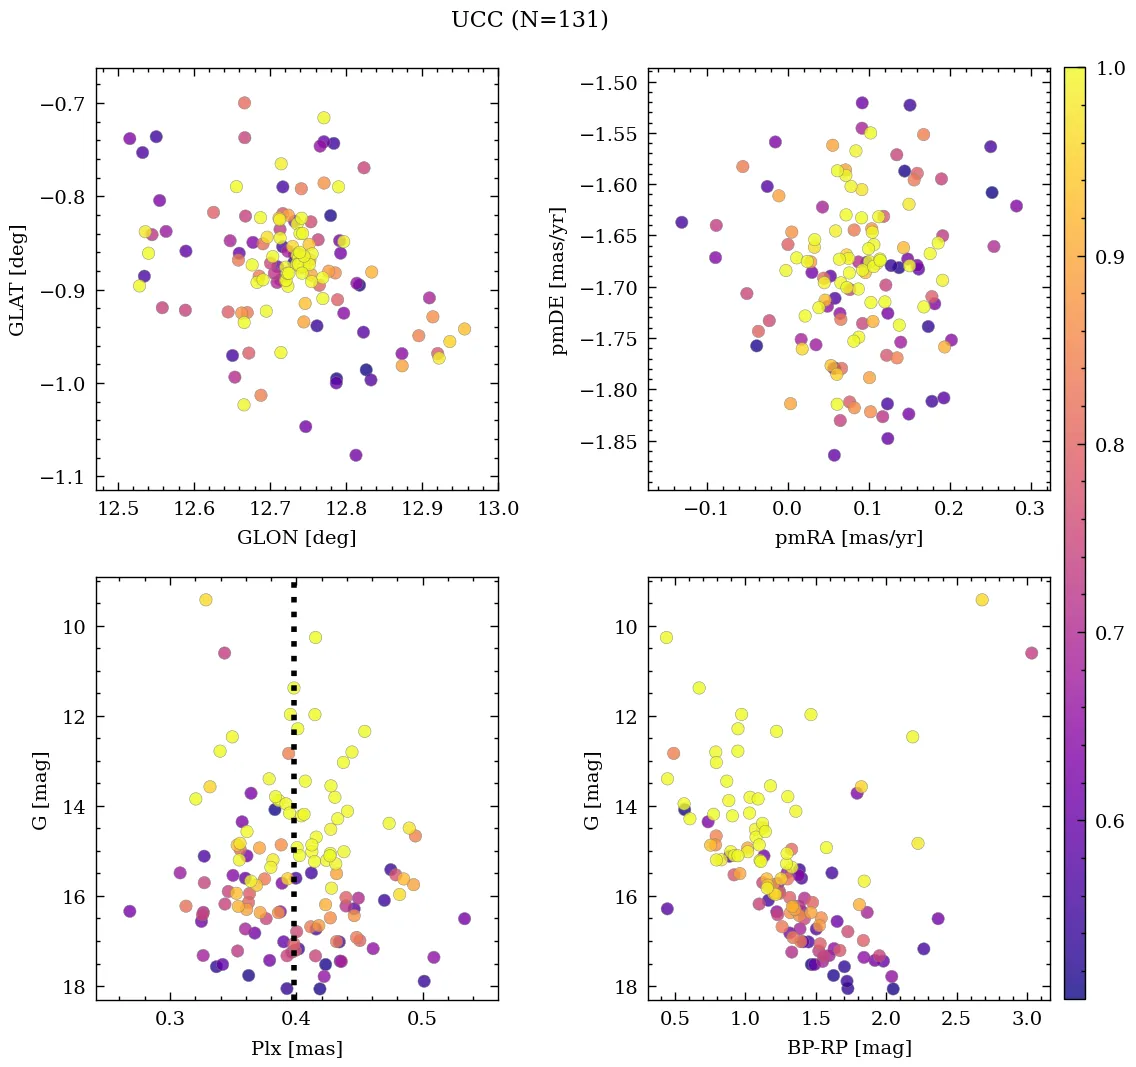 UCC (N=131)
−0.7
−0.8
−0.9
−1.0
−1.1
GLAT [deg]
12.5 12.6 12.7 12.8 12.9 13.0
GLON [deg]
−1.50
−1.55
−1.60
−1.65
−1.70
−1.75
−1.80
−1.85
pmDE [mas/yr]
−0.1 0.0 0.1 0.2 0.3
pmRA [mas/yr]
1.0
0.9
0.8
0.7
0.6
10
12
14
16
18
G [mag]
0.3 0.4 0.5
Plx [mas]
10
12
14
16
18
G [mag]
0.5 1.0 1.5 2.0 2.5 3.0
BP-RP [mag]